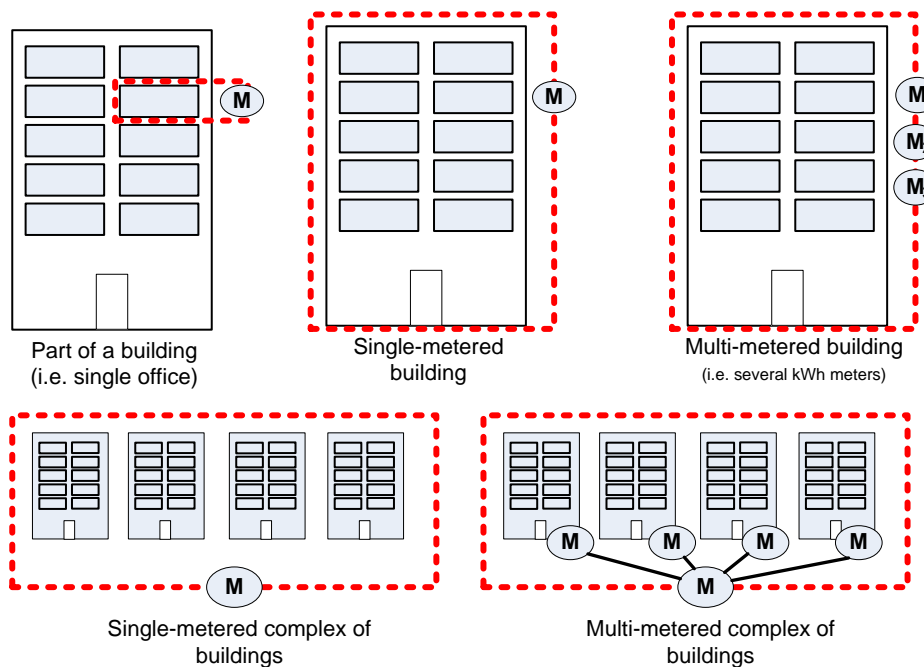 M
M
M
M
M
Part of a building
(i.e. single office)
Single-metered
building
Multi-metered building
(i.e. several kWh meters)
M
M
M
M
M
M
Single-metered complex of
buildings
Multi-metered complex of
buildings